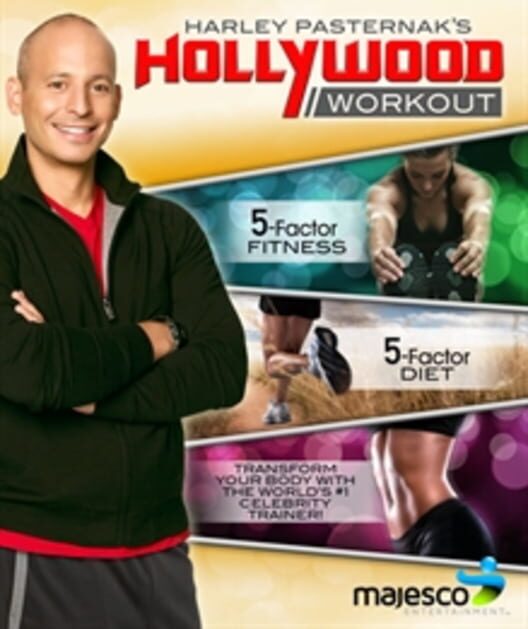 HARLEY PASTERNAK'S
HOLLYWOOD
// WORKOUT
5-Factor
FITNESS
5-Factor
DIET
TRANSFORM
YOUR BODY WITH
THE WORLD'S #1
CELEBRITY
TRAINER!
majesco
ENTERTAINMENT